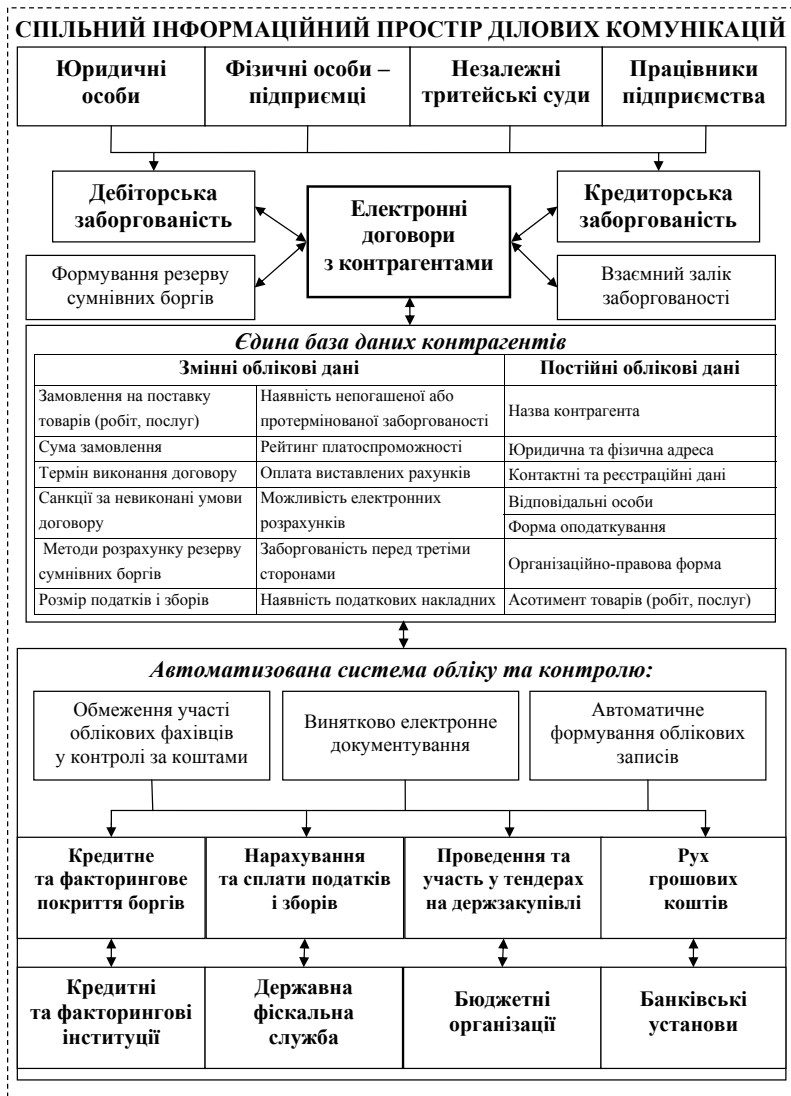 СПІЛЬНИЙ ІНФОРМАЦІЙНИЙ ПРОСТІР ДІЛОВИХ КОМУНІКАЦІЙ
Юридичні
особи
Фізичні особи –
підприємці
Незалежні
тритейські суди
Працівники
підприємства
Дебіторська
заборгованість
Електронні
договори
з контрагентами
Кредиторська
заборгованість
Формування резерву
сумнівних боргів
Взаємний залік
заборгованості
Єдина база даних контрагентів
Змінні облікові дані
Постійні облікові дані
Замовлення на поставку
товарів (робіт, послуг)
Наявність непогашеної або
протермінованої заборгованості
Назва контрагента
Сума замовлення
Рейтинг платоспроможності
Юридична та фізична адреса
Термін виконання договору
Оплата виставлених рахунків
Контактні та реєстраційні дані
Санкції за невиконані умови
договору
Можливість електронних
розрахунків
Відповідальні особи
Форма оподаткування
Методи розрахунку резерву
сумнівних боргів
Заборгованість перед третіми
сторонами
Організаційно-правова форма
Розмір податків і зборів
Наявність податкових накладних
Асотимент товарів (робіт, послуг)
Автоматизована система обліку та контролю:
Обмеження участі
облікових фахівців
у контролі за коштами
Винятково електронне
документування
Автоматичне
формування облікових
записів
Кредитне
та факторингове
покриття боргів
Нарахування
та сплати податків
і зборів
Проведення та
участь у тендерах
на держзакупівлі
Рух
грошових
коштів
Кредитні
та факторингові
інституції
Державна
фіскальна
служба
Бюджетні
організації
Банківські
установи